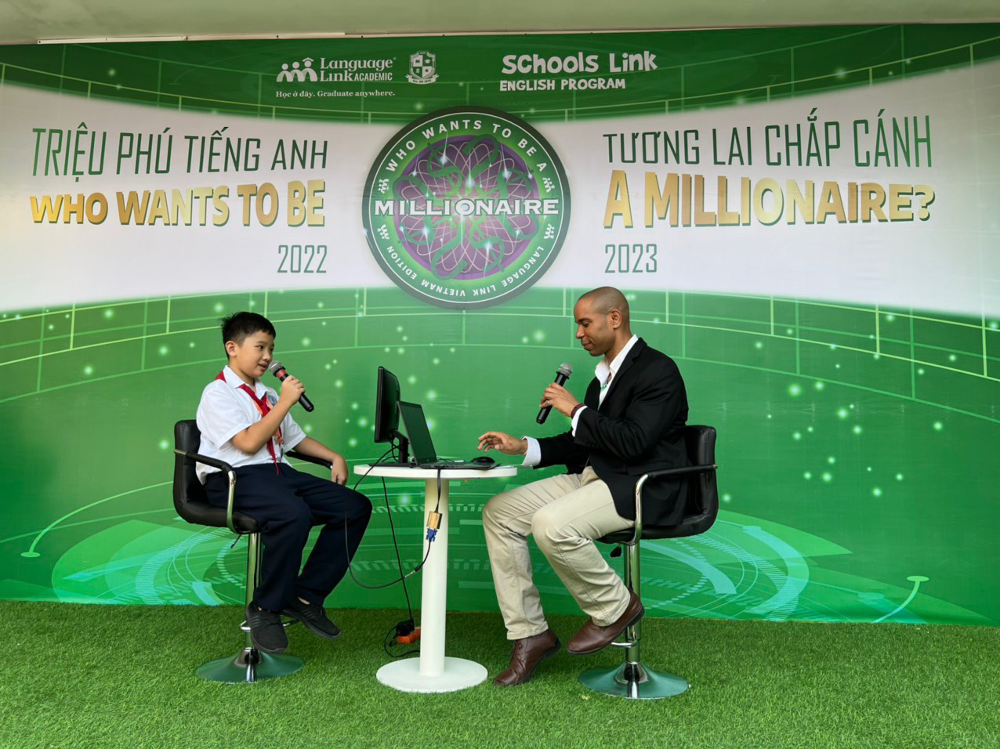 Language
Link ACADEMIC
Học ở đây. Graduate anywhere.
SCHOOLS LINK
ENGLISH PROGRAM
TRIỆU PHÚ TIẾNG ANH
WHO WANTS TO BE
2022
WHO WANTS TO BE A
MILLIONAIRE
LANGUAGE LINK VIETNAM EDITION
TƯƠNG LAI CHẮP CÁNH
A MILLIONAIRE?
2023